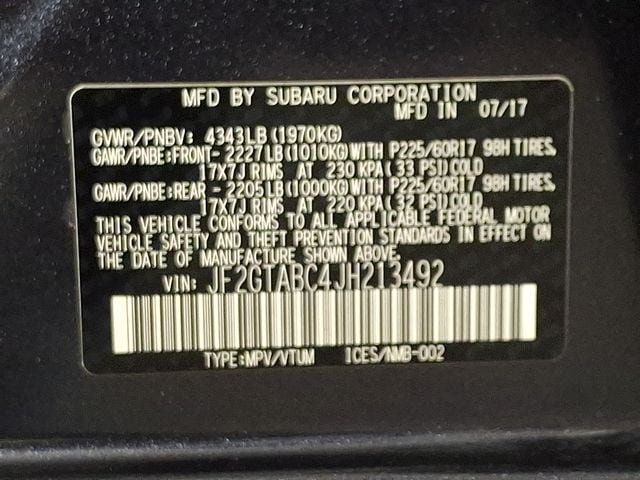 MFD BY SUBARU CORPORATION
MFD IN 07/17
GVWR/PNBV: 4343LB (1970KG)
GAWR/PNBE:FRONT- 2227LB (1010KG) WITH P225/60R17 98H TIRES,
17X7J RIMS AT 230 KPA (33 PSI) COLD
GAWR/PNBE:REAR - 2205LB (1000KG) WITH P225/60R17 98H TIRES,
17X7J RIMS AT 220 KPA (32 PSI) COLD
THIS VEHICLE CONFORMS TO ALL APPLICABLE FEDERAL MOTOR
VEHICLE SAFETY AND THEFT PREVENTION STANDARDS IN EFFECT ON
THE DATE OF MANUFACTURE SHOWN ABOVE.
VIN: JF2GTABC4JH213492
TYPE:MPV/VTUM ICES/NMB-002